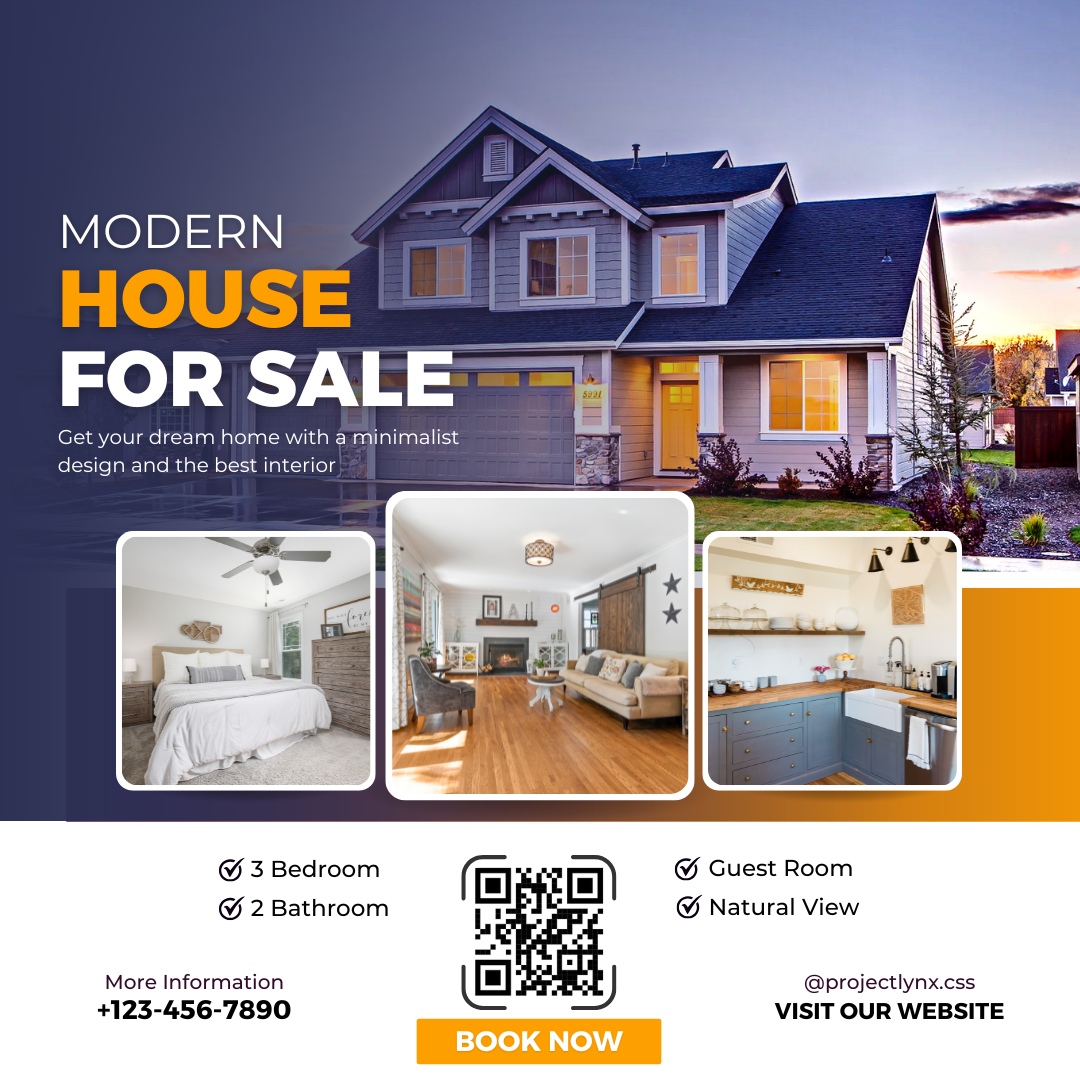 MODERN
HOUSE
FOR SALE
Get your dream home with a minimalist
design and the best interior
3 Bedroom
2 Bathroom
Guest Room
Natural View
More Information
+123-456-7890
@projectlynx.css
VISIT OUR WEBSITE
BOOK NOW